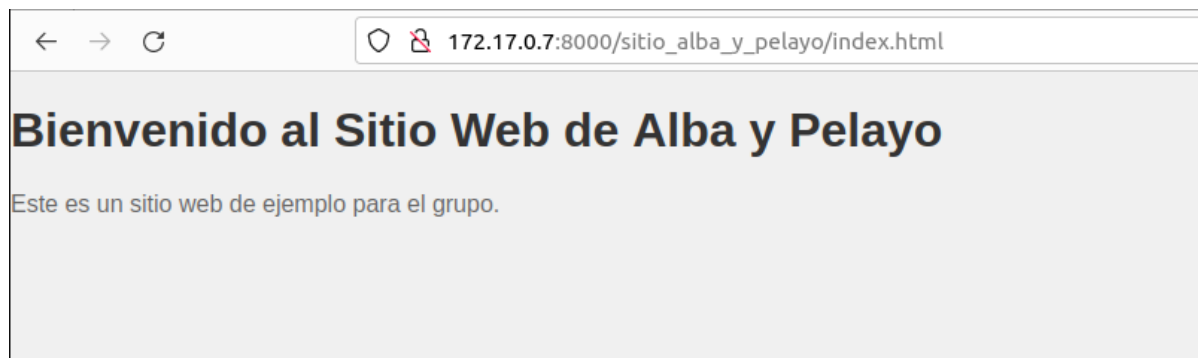 172.17.0.7:8000/sitio_alba_y_pelayo/index.html
Bienvenido al Sitio Web de Alba y Pelayo
Este es un sitio web de ejemplo para el grupo.